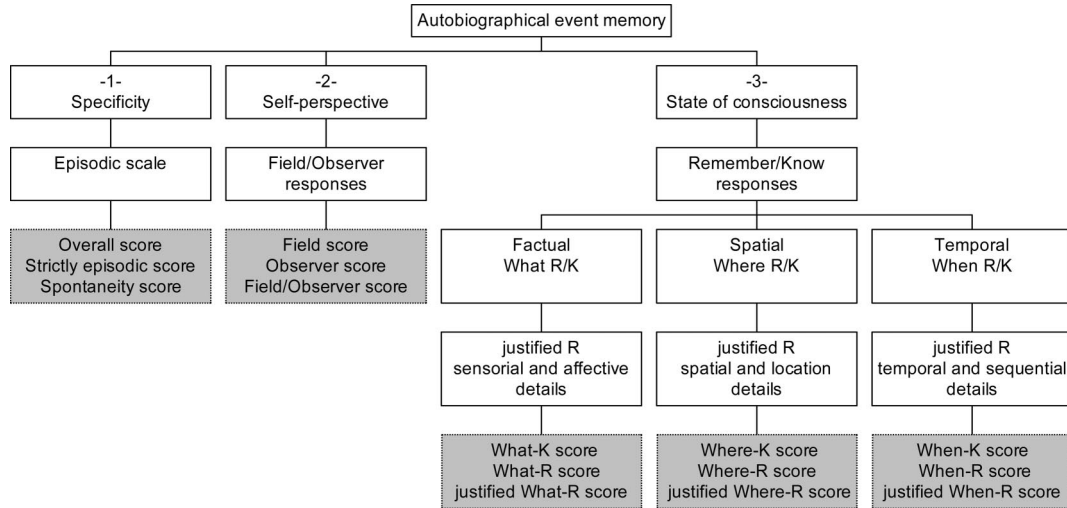 Autobiographical event memory
-1-
Specificity
-2-
Self-perspective
-3-
State of consciousness
Episodic scale
Field/Observer
responses
Remember/Know
responses
Overall score
Strictly episodic score
Spontaneity score
Field score
Observer score
Field/Observer score
Factual
What R/K
Spatial
Where R/K
Temporal
When R/K
justified R
sensorial and affective
details
justified R
spatial and location
details
justified R
temporal and sequential
details
What-K score
What-R score
justified What-R score
Where-K score
Where-R score
justified Where-R score
When-K score
When-R score
justified When-R score